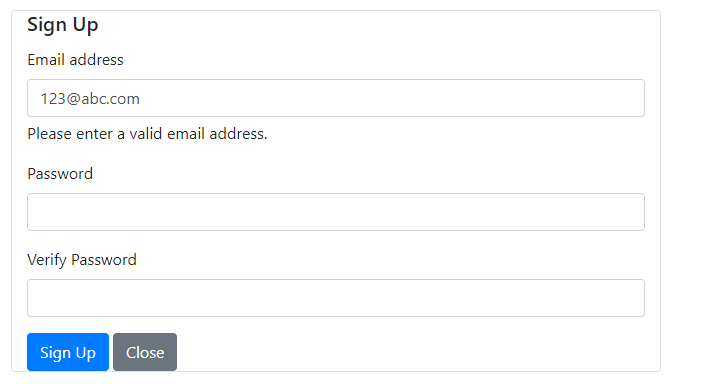 Sign Up
Email address
123@abc.com
Please enter a valid email address.
Password
Verify Password
Sign Up Close